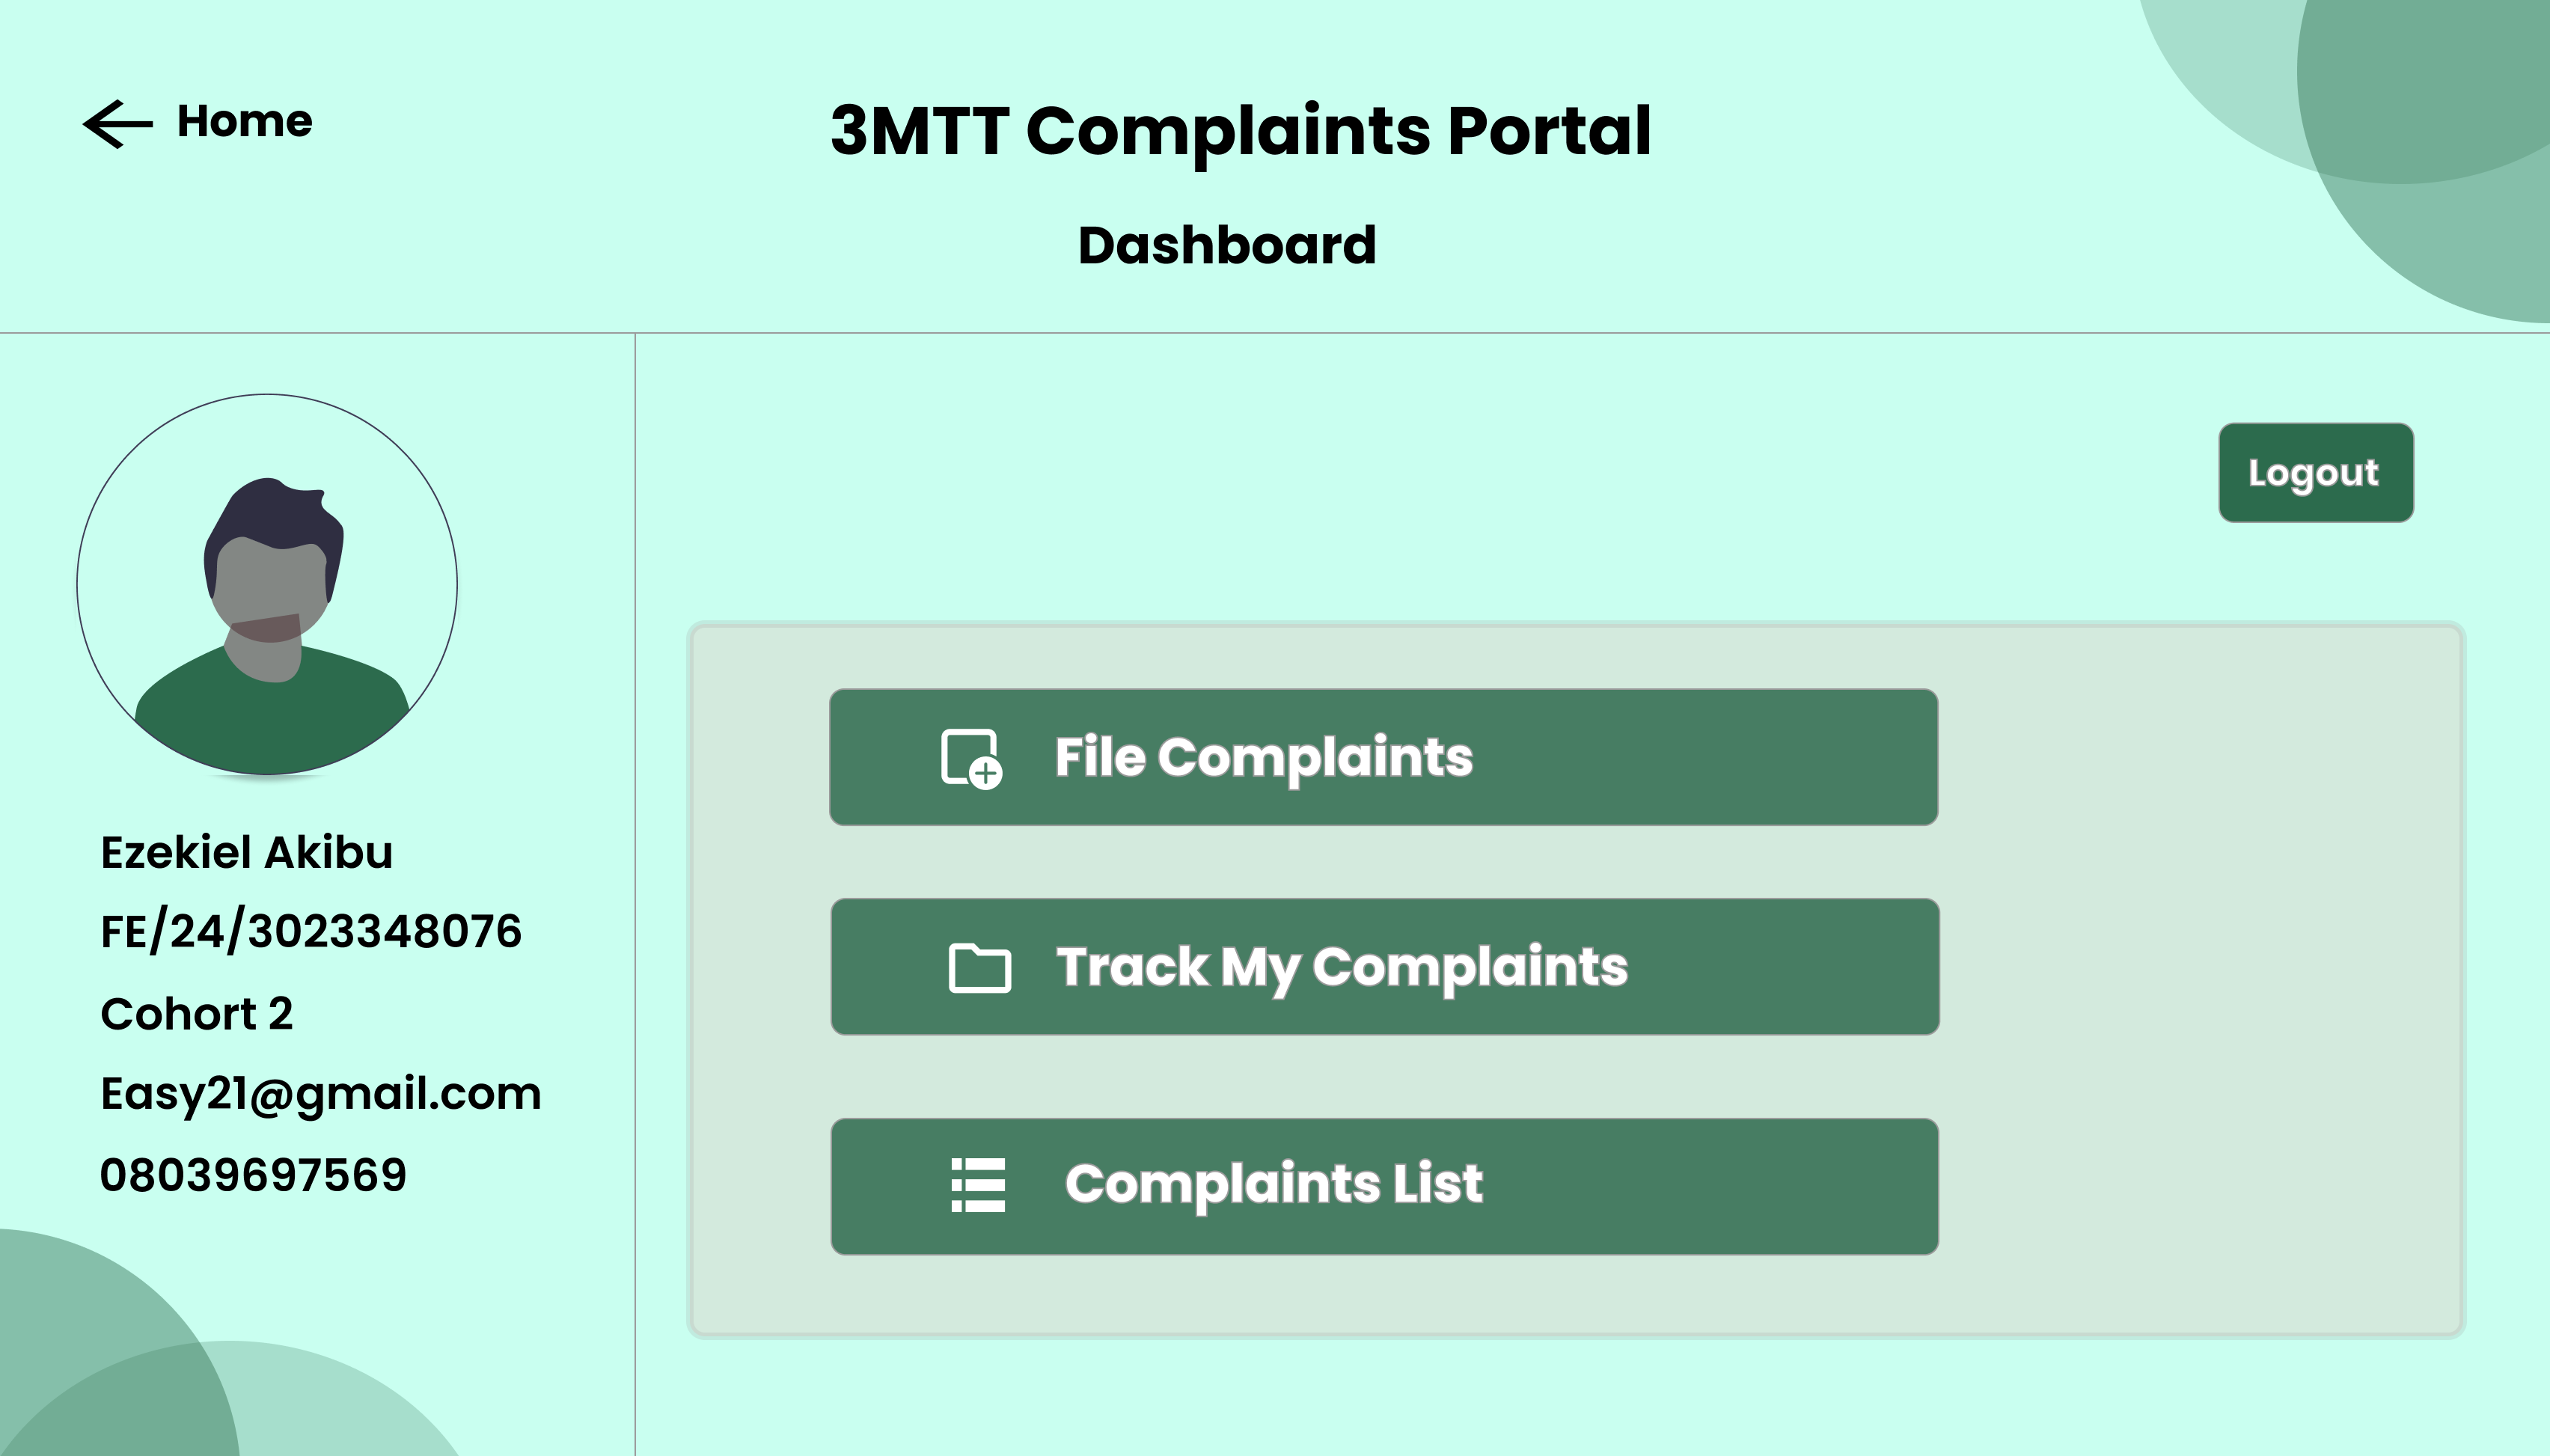 Home
3MTT Complaints Portal
Dashboard
Logout
Ezekiel Akibu
FE/24/3023348076
Cohort 2
Easy21@gmail.com
08039697569
File Complaints
Track My Complaints
Complaints List